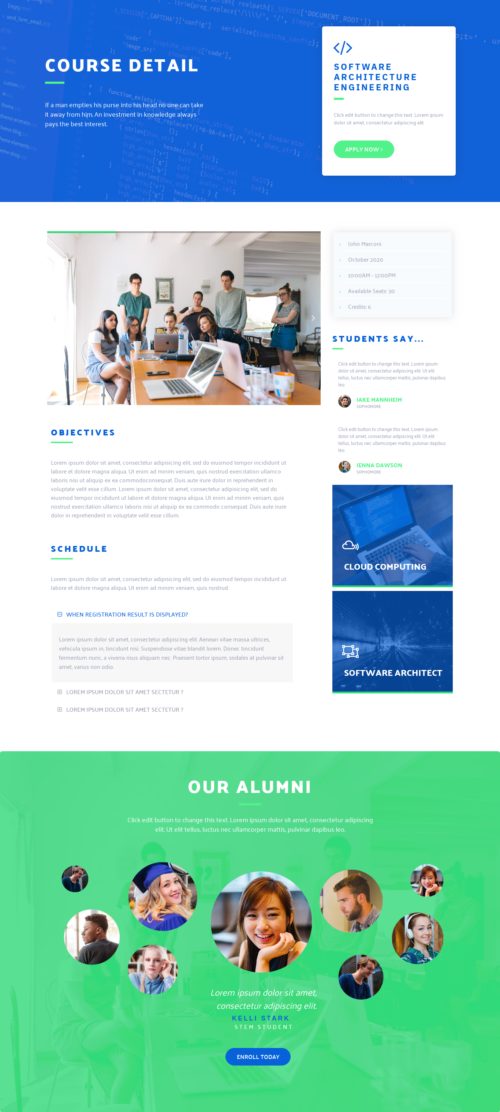 COURSE DETAIL
If a man empties his purse into his head no one can take
it away from him. An investment in knowledge always
pays the best interest.
SOFTWARE
ARCHITECTURE
ENGINEERING
Click edit button to change this text. Lorem ipsum
dolor sit amet, consectetur adipiscing elit
APPLY NOW >
John Marconi
October 2020
10:00AM - 12:00PM
Available Seats: 30
Credits: 6
STUDENTS SAY...
Click edit button to change this text. Lorem ipsum
dolor sit amet, consectetur adipiscing elit. Ut elit
tellus, luctus nec ullamcorper mattis, pulvinar dapibus
leo.
JAKE MANNHEIM
SOPHOMORE
Click edit button to change this text. Lorem ipsum
dolor sit amet, consectetur adipiscing elit. Ut elit
tellus, luctus nec ullamcorper mattis, pulvinar dapibus
leo.
JENNA DAWSON
SOPHOMORE
CLOUD COMPUTING
SOFTWARE ARCHITECT
OBJECTIVES
Lorem ipsum dolor sit amet, consectetur adipiscing elit, sed do eiusmod tempor incididunt ut labore
et dolore magna aliqua. Ut enim ad minim veniam, quis nostrud exercitation ullamco laboris nisi ut
aliquip ex ea commodoconsequat. Duis aute irure dolor in reprehenderit in
voluptate velit esse cillum. Lorem ipsum dolor sit amet, consectetur adipiscing elit, sed do
eiusmod tempor incididunt ut labore et dolore magna aliqua. Ut enim ad minim veniam, quis
nostrud exercitation ullamco laboris nisi ut aliquip ex ea commodo consequat. Duis aute irure
dolor in reprehenderit in voluptate velit esse cillum.
SCHEDULE
Lorem ipsum dolor sit amet, consectetur adipiscing elit, sed do eiusmod tempor incididunt ut
labore et dolore magna aliquat. Ut enim ad minim veniam, quis nostrud.
WHEN REGISTRATION RESULT IS DISPLAYED?
Lorem ipsum dolor sit amet, consectetur adipiscing elit. Aenean vitae massa ultrices,
vehicula ipsum in, tincidunt nisi. Suspendisse vitae blandit lorem. Donec tincidunt
fermentum nunc, a viverra risus aliquam nec. Praesent tortor ipsum, sodales at pulvinar sit
amet, varius non odio.
LOREM IPSUM DOLOR SIT AMET SECTETUR ?
LOREM IPSUM DOLOR SIT AMET SECTETUR ?
OUR ALUMNI
Click edit button to change this text. Lorem ipsum dolor sit amet, consectetur
adipiscing elit. Ut elit tellus, luctus nec ullamcorper mattis, pulvinar dapibus leo.
Lorem ipsum dolor sit amet,
consectetur adipiscing elit.
KELLI STARK
STEM STUDENT
ENROLL TODAY